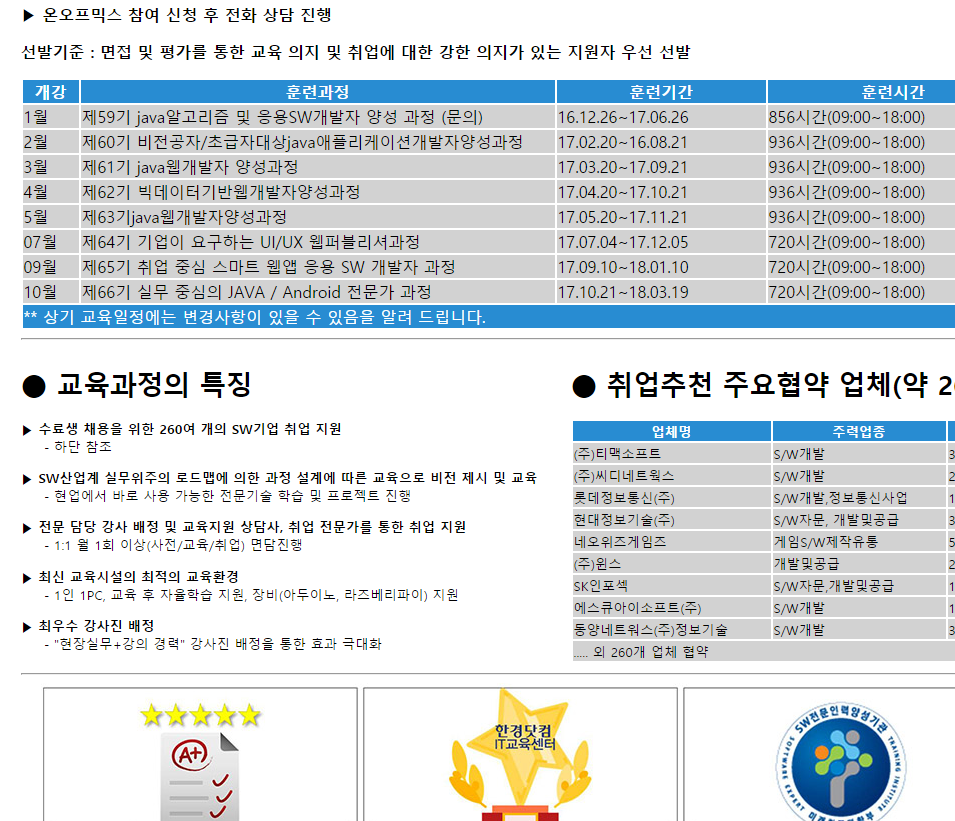 ▶ 온오프믹스 참여 신청 후 전화 상담 진행
선발기준 : 면접 및 평가를 통한 교육 의지 및 취업에 대한 강한 의지가 있는 지원자 우선 선발
개강 훈련과정 훈련기간 훈련시간
1월 제59기 java알고리즘 및 응용SW개발자 양성 과정 (문의) 16.12.26~17.06.26 856시간(09:00~18:00)
2월 제60기 비전공자/초급자대상java애플리케이션개발자양성과정 17.02.20~16.08.21 936시간(09:00~18:00)
3월 제61기 java웹개발자 양성과정 17.03.20~17.09.21 936시간(09:00~18:00)
4월 제62기 빅데이터기반웹개발자양성과정 17.04.20~17.10.21 936시간(09:00~18:00)
5월 제63기java웹개발자양성과정 17.05.20~17.11.21 936시간(09:00~18:00)
07월 제64기 기업이 요구하는 UI/UX 웹퍼블리셔과정 17.07.04~17.12.05 720시간(09:00~18:00)
09월 제65기 취업 중심 스마트 웹앱 응용 SW 개발자 과정 17.09.10~18.01.10 720시간(09:00~18:00)
10월 제66기 실무 중심의 JAVA / Android 전문가 과정 17.10.21~18.03.19 720시간(09:00~18:00)
** 상기 교육일정에는 변경사항이 있을 수 있음을 알려 드립니다.
● 교육과정의 특징
▶ 수료생 채용을 위한 260여 개의 SW기업 취업 지원
- 하단 참조
▶ SW산업계 실무위주의 로드맵에 의한 과정 설계에 따른 교육으로 비전 제시 및 교육
- 현업에서 바로 사용 가능한 전문기술 학습 및 프로젝트 진행
▶ 전문 담당 강사 배정 및 교육지원 상담사, 취업 전문가를 통한 취업 지원
- 1:1 월 1회 이상(사전/교육/취업) 면담진행
▶ 최신 교육시설의 최적의 교육환경
- 1인 1PC, 교육 후 자율학습 지원, 장비(아두이노, 라즈베리파이) 지원
▶ 최우수 강사진 배정
- "현장실무+강의 경력" 강사진 배정을 통한 효과 극대화
● 취업추천 주요협약 업체(약 2
업체명 주력업종
(주)티맥소프트 S/W개발 3
(주)씨디네트웍스 S/W개발 2
롯데정보통신(주) S/W개발,정보통신사업 1
현대정보기술(주) S/W자문, 개발및공급 3
네오위즈게임즈 게임S/W제작유통 5
(주)윈스 개발및공급 2
SK인포섹 S/W자문,개발및공급 1
에스큐아이소프트(주) S/W개발 1
동양네트웍스(주)정보기술 S/W개발 3
..... 외 260개 업체 협약
A+
한경닷컴
IT교육센터
SW전문인력양성기관
SOFTWARE EXPERT TRAINING INSTITUTE